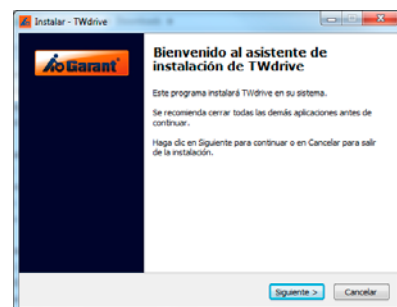 Instalar - TWdrive
Garant
Bienvenido al asistente de
instalación de TWdrive
Este programa instalará TWdrive en su sistema.
Se recomienda cerrar todas las demás aplicaciones antes de
continuar.
Haga clic en Siguiente para continuar o en Cancelar para salir
de la instalación.
Siguiente >
Cancelar